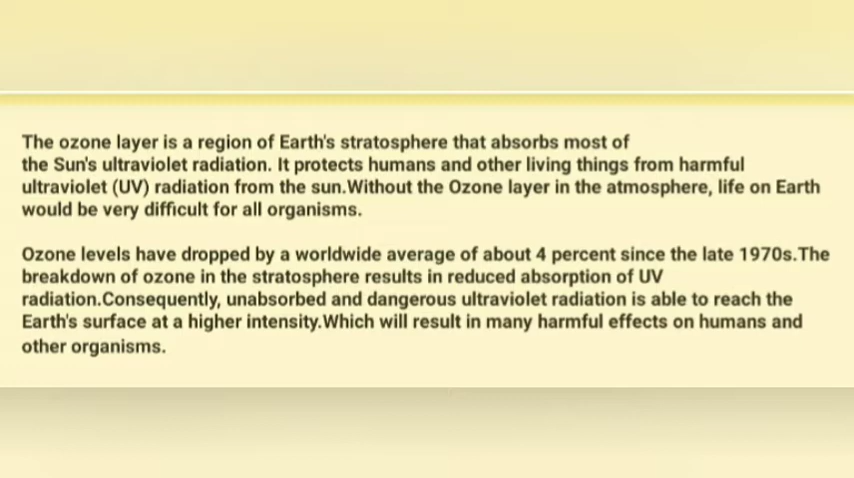 The ozone layer is a region of Earth's stratosphere that absorbs most of
the Sun's ultraviolet radiation. It protects humans and other living things from harmful
ultraviolet (UV) radiation from the sun.Without the Ozone layer in the atmosphere, life on Earth
would be very difficult for all organisms.
Ozone levels have dropped by a worldwide average of about 4 percent since the late 1970s.The
breakdown of ozone in the stratosphere results in reduced absorption of UV
radiation.Consequently, unabsorbed and dangerous ultraviolet radiation is able to reach the
Earth's surface at a higher intensity.Which will result in many harmful effects on humans and
other organisms.